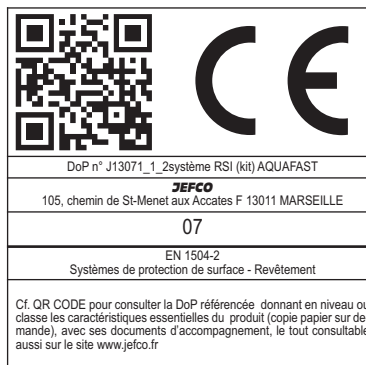 CE
DoP n° J13071_1_2système RSI (kit) AQUAFAST
JEFCO
105, chemin de St-Menet aux Accates F 13011 MARSEILLE
07
EN 1504-2
Systèmes de protection de surface - Revêtement
Cf. QR CODE pour consulter la DoP référencée donnant en niveau ou
classe les caractéristiques essentielles du produit (copie papier sur de-
mande), avec ses documents d'accompagnement, le tout consultable
aussi sur le site www.jefco.fr